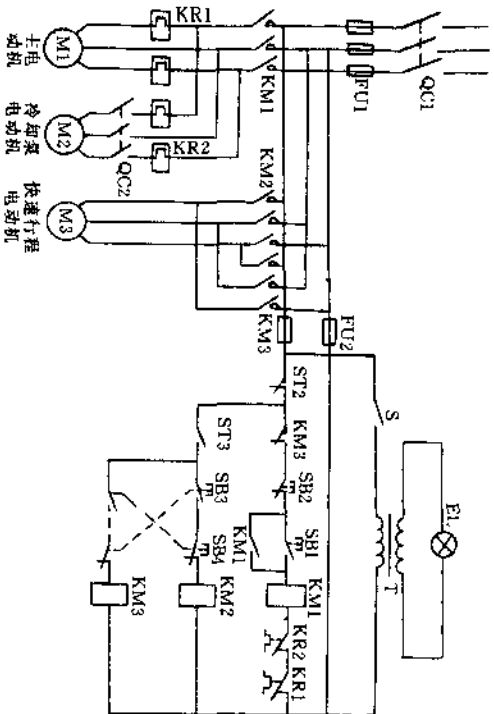 KR1
KM1
FU1
QC1
M1
主电
动机
KR2
QC2
M2
冷却泵
电动机
KM2
M3
快速行程
电动机
KM3
FU2
ST2
S
EL
T
ST3
KM3
SB3
SB2
SB4
KM1
SB1
KM3
KM2
KM1
KR2
KR1